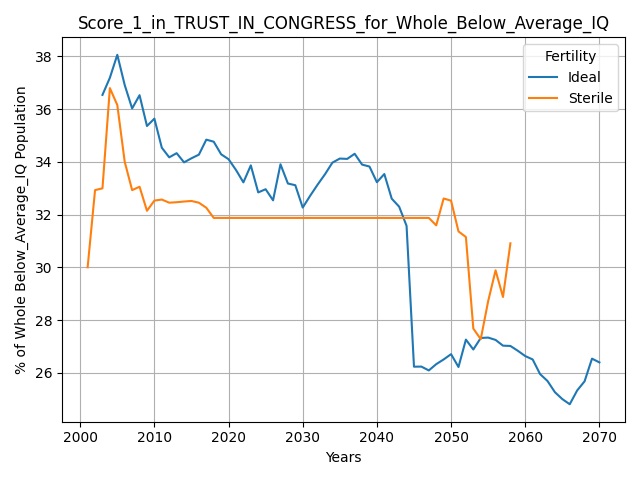 Score_1_in_TRUST_IN_CONGRESS_for_Whole_Below_Average_IQ
Fertility
Ideal
Sterile
% of Whole Below_Average_IQ Population
38
36
34
32
30
28
26
2000
2010
2020
2030
2040
2050
2060
2070
Years